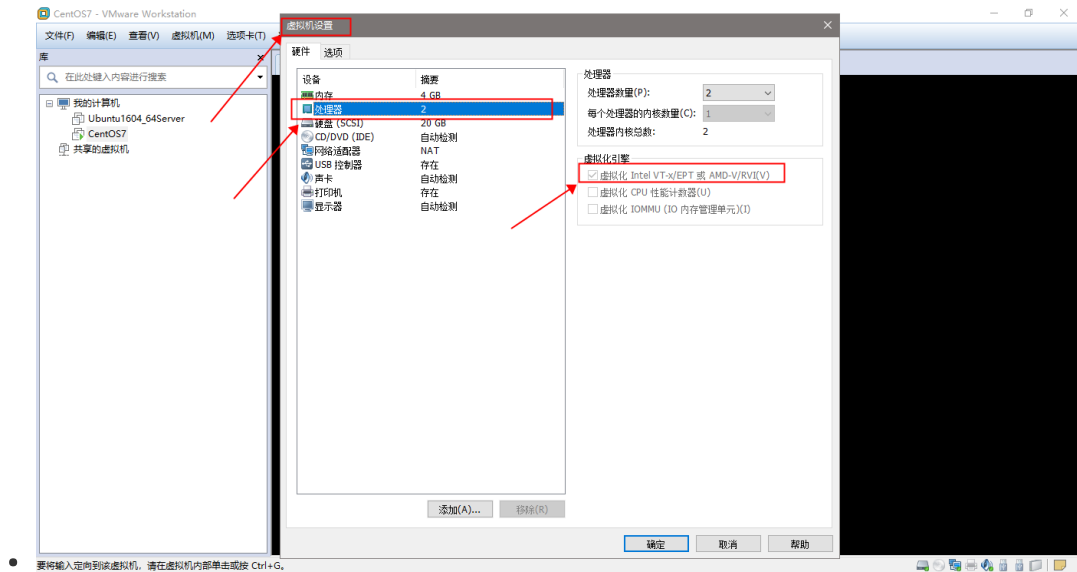 CentOS7 - VMware Workstation
文件(F) 编辑(E) 查看(V) 虚拟机(M) 选项卡(T)
库
在此处键入内容进行搜索
我的计算机
Ubuntu1604_64Server
CentOS7
共享的虚拟机
虚拟机设置
硬件 选项
设备 摘要
内存 4 GB
处理器 2
硬盘 (SCSI) 20 GB
CD/DVD (IDE) 自动检测
网络适配器 NAT
USB 控制器 存在
声卡 自动检测
打印机 存在
显示器 自动检测
添加(A)... 移除(R)
处理器
处理器数量(P): 2
每个处理器的内核数量(C): 1
处理器内核总数: 2
虚拟化引擎
虚拟化 Intel VT-x/EPT 或 AMD-V/RVI(V)
虚拟化 CPU 性能计数器(U)
虚拟化 IOMMU (IO 内存管理单元)(I)
确定 取消 帮助
要将输入定向到该虚拟机，请在虚拟机内部单击或按 Ctrl+G。